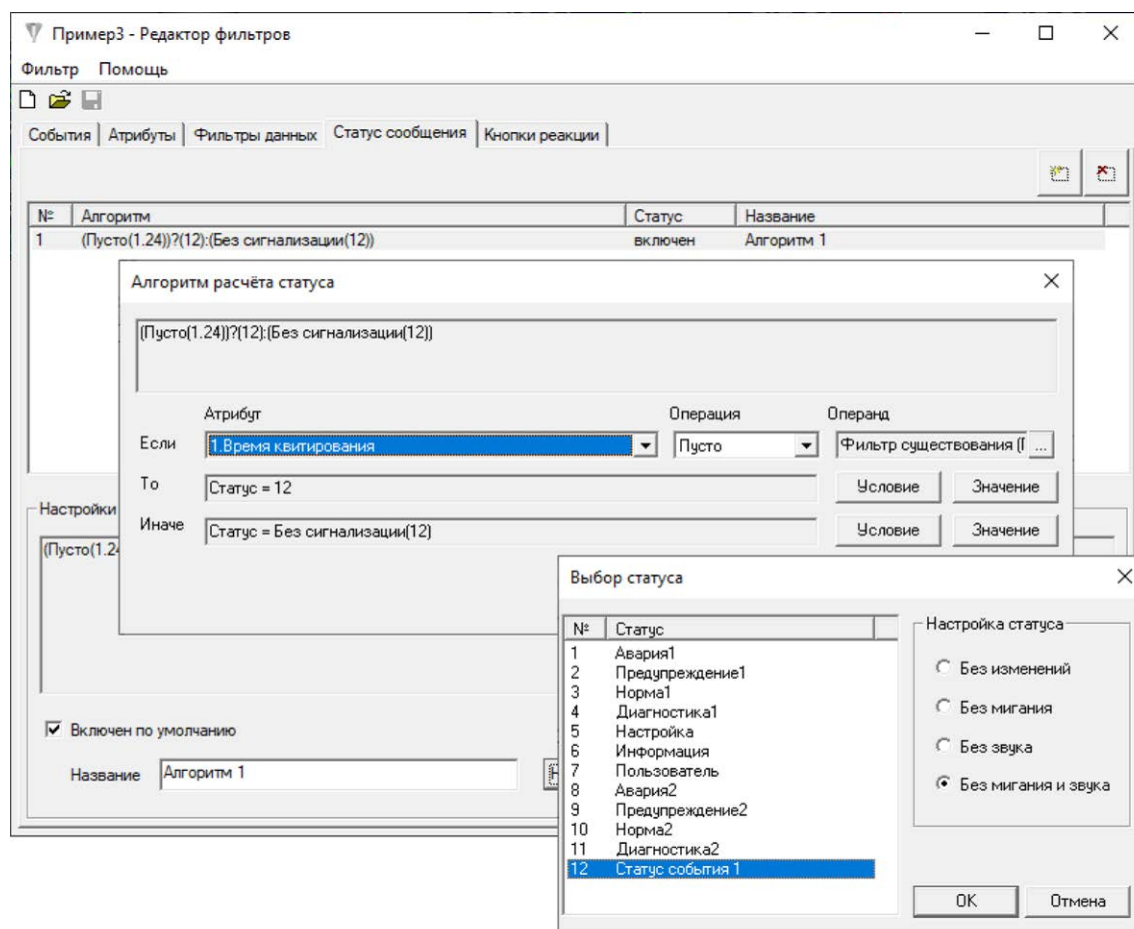 Пример3 - Редактор фильтров
Фильтр Помощь
События Атрибуты Фильтры данных Статус сообщения Кнопки реакции
№ Алгоритм Статус Название
1 (Пусто(1.24))?(12):(Без сигнализации(12)) включен Алгоритм 1
Алгоритм расчёта статуса
(Пусто(1.24))?(12):(Без сигнализации(12))
Атрибут Операция Операнд
Если 1.Время квитирования Пусто Фильтр существования ( ...
То Статус = 12 Условие Значение
Иначе Статус = Без сигнализации(12) Условие Значение
Настройки
(Пусто(1.24
Выбор статуса
№ Статус
1 Авария1
2 Предупреждение1
3 Норма1
4 Диагностика1
5 Настройка
6 Информация
7 Пользователь
8 Авария2
9 Предупреждение2
10 Норма2
11 Диагностика2
12 Статус события 1
Настройка статуса
Без изменений
Без мигания
Без звука
Без мигания и звука
OK Отмена
Включен по умолчанию
Название Алгоритм 1